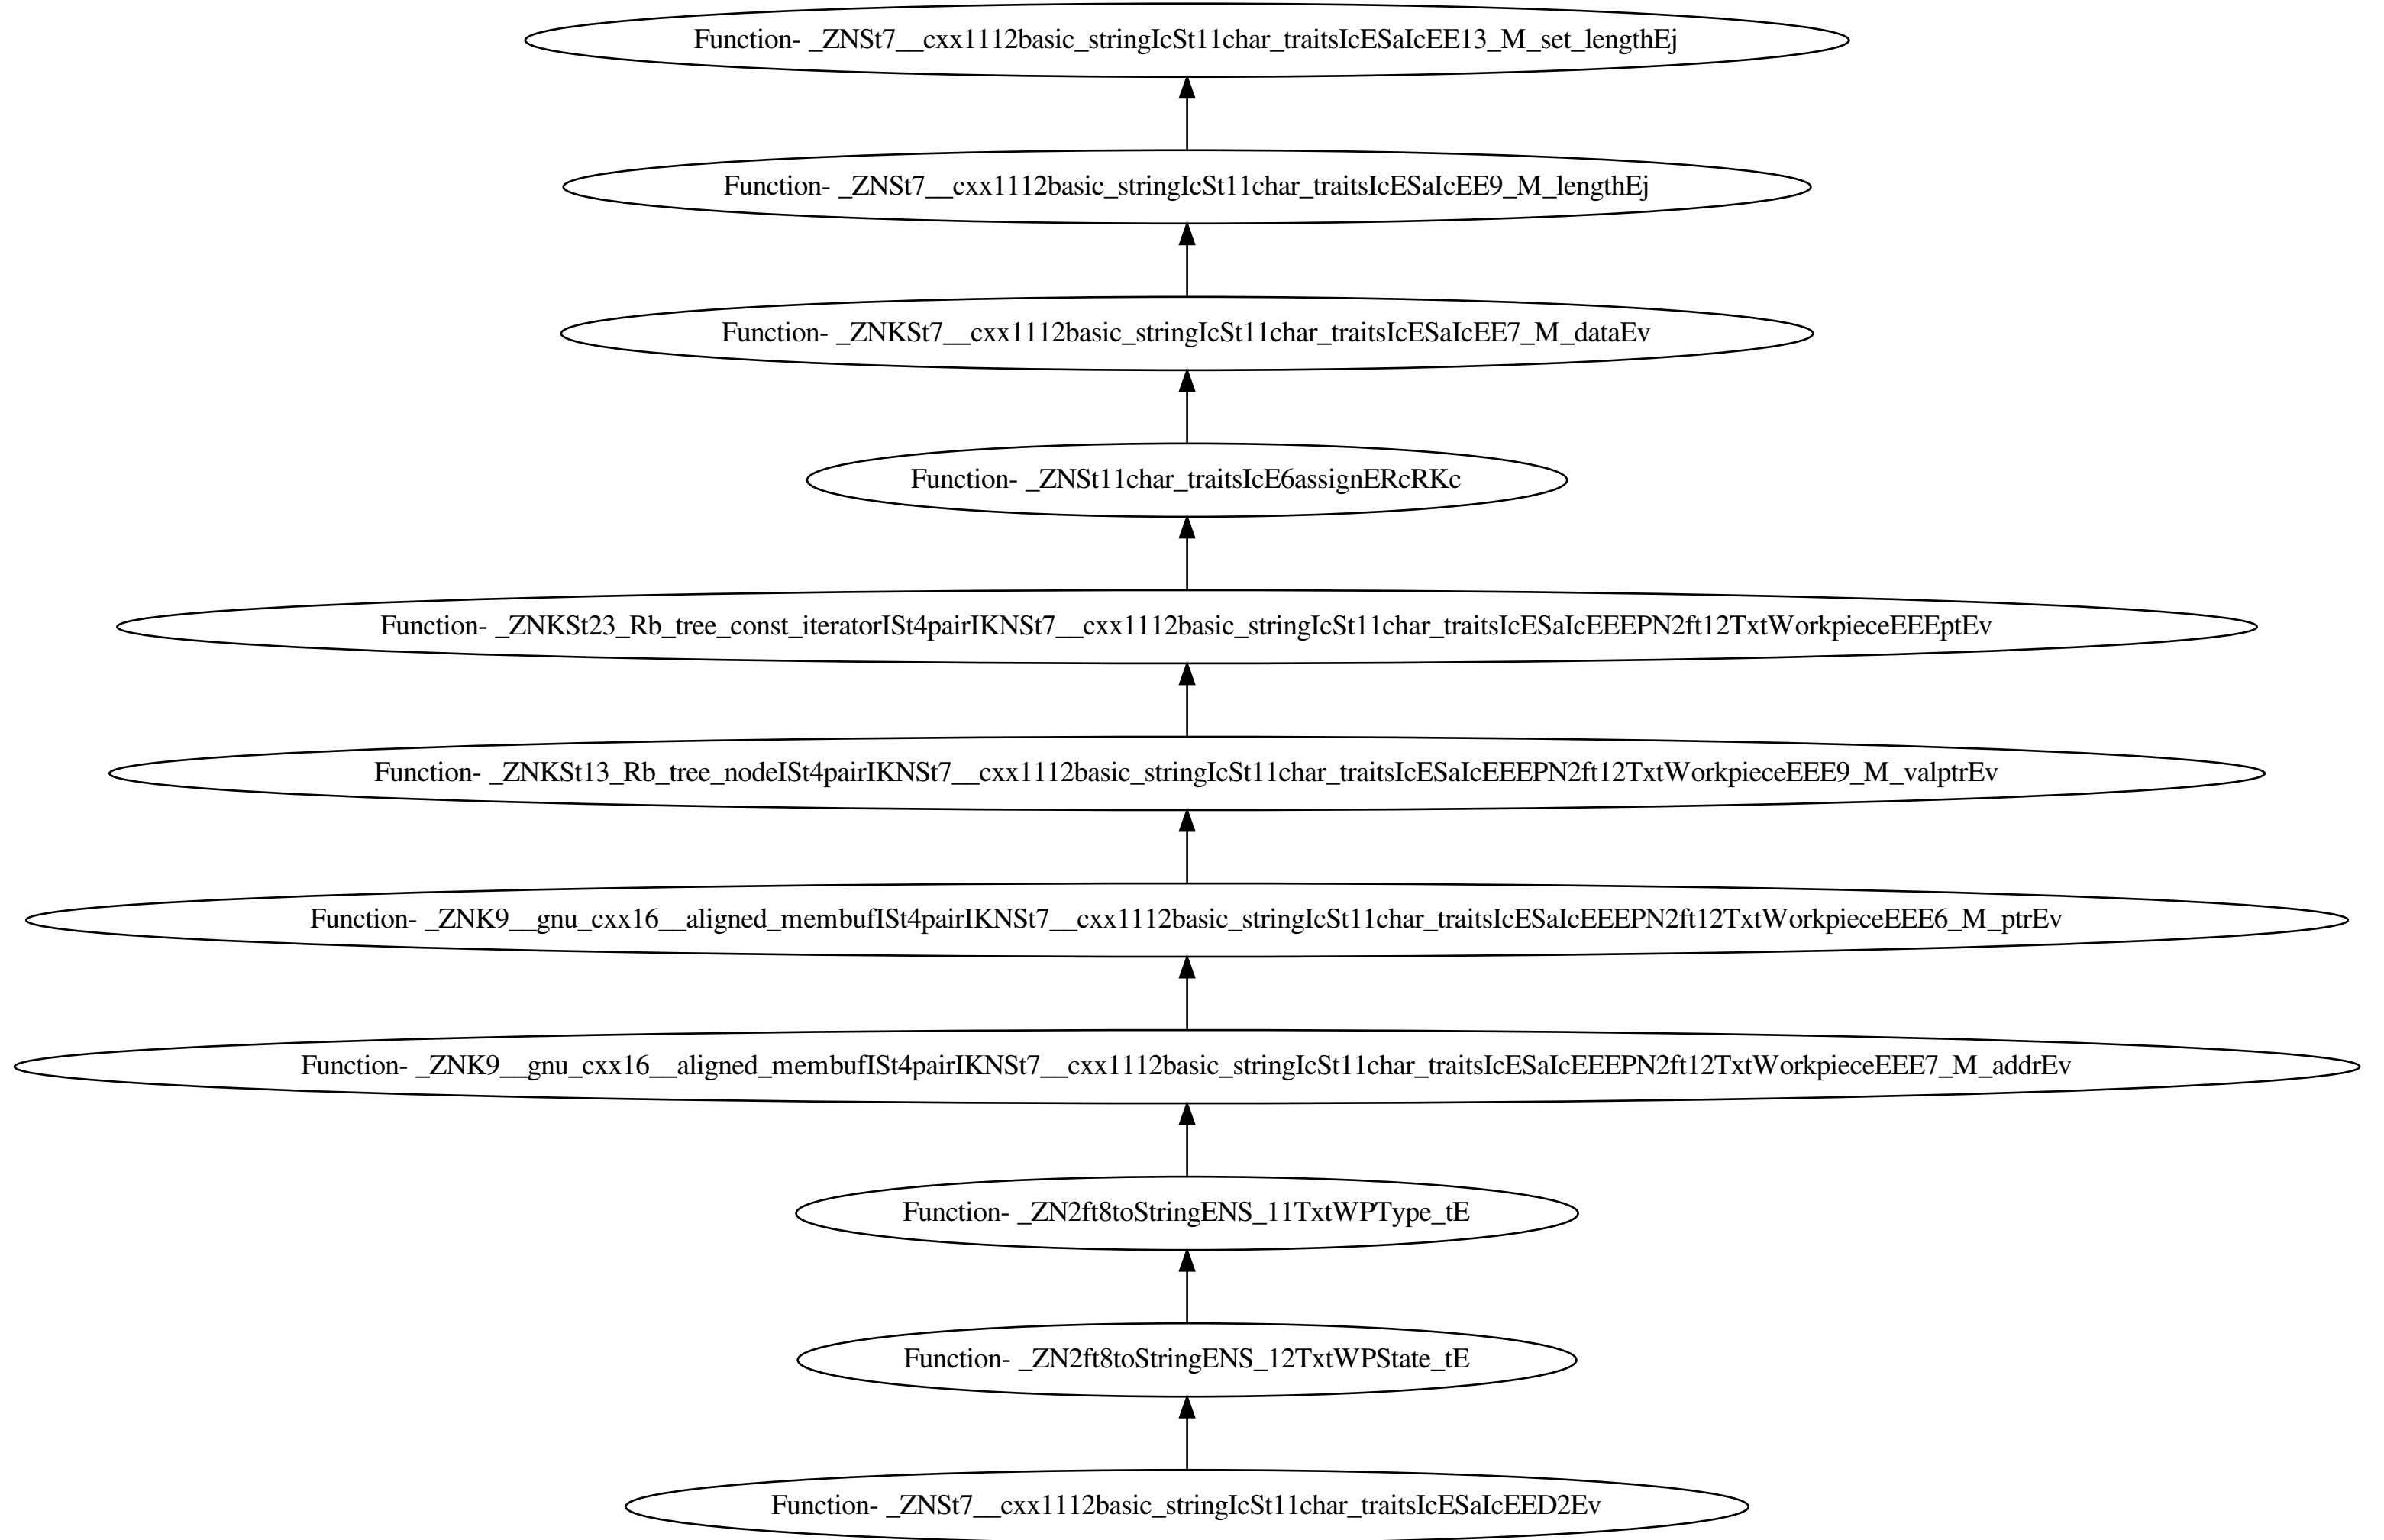 Function- _ZNSt7__cxx1112basic_stringIcSt11char_traitsIcESaIcEE13_M_set_lengthEj
Function- _ZNSt7__cxx1112basic_stringIcSt11char_traitsIcESaIcEE9_M_lengthEj
Function- _ZNKSt7__cxx1112basic_stringIcSt11char_traitsIcESaIcEE7_M_dataEv
Function- _ZNSt11char_traitsIcE6assignERcRKc
Function- _ZNKSt23_Rb_tree_const_iteratorISt4pairIKNSt7__cxx1112basic_stringIcSt11char_traitsIcESaIcEEEPN2ft12TxtWorkpieceEEEptEv
Function- _ZNKSt13_Rb_tree_nodeISt4pairIKNSt7__cxx1112basic_stringIcSt11char_traitsIcESaIcEEEPN2ft12TxtWorkpieceEEE9_M_valptrEv
Function- _ZNK9__gnu_cxx16__aligned_membufISt4pairIKNSt7__cxx1112basic_stringIcSt11char_traitsIcESaIcEEEPN2ft12TxtWorkpieceEEE6_M_ptrEv
Function- _ZNK9__gnu_cxx16__aligned_membufISt4pairIKNSt7__cxx1112basic_stringIcSt11char_traitsIcESaIcEEEPN2ft12TxtWorkpieceEEE7_M_addrEv
Function- _ZN2ft8toStringENS_11TxtWPType_tE
Function- _ZN2ft8toStringENS_12TxtWPState_tE
Function- _ZNSt7__cxx1112basic_stringIcSt11char_traitsIcESaIcEED2Ev